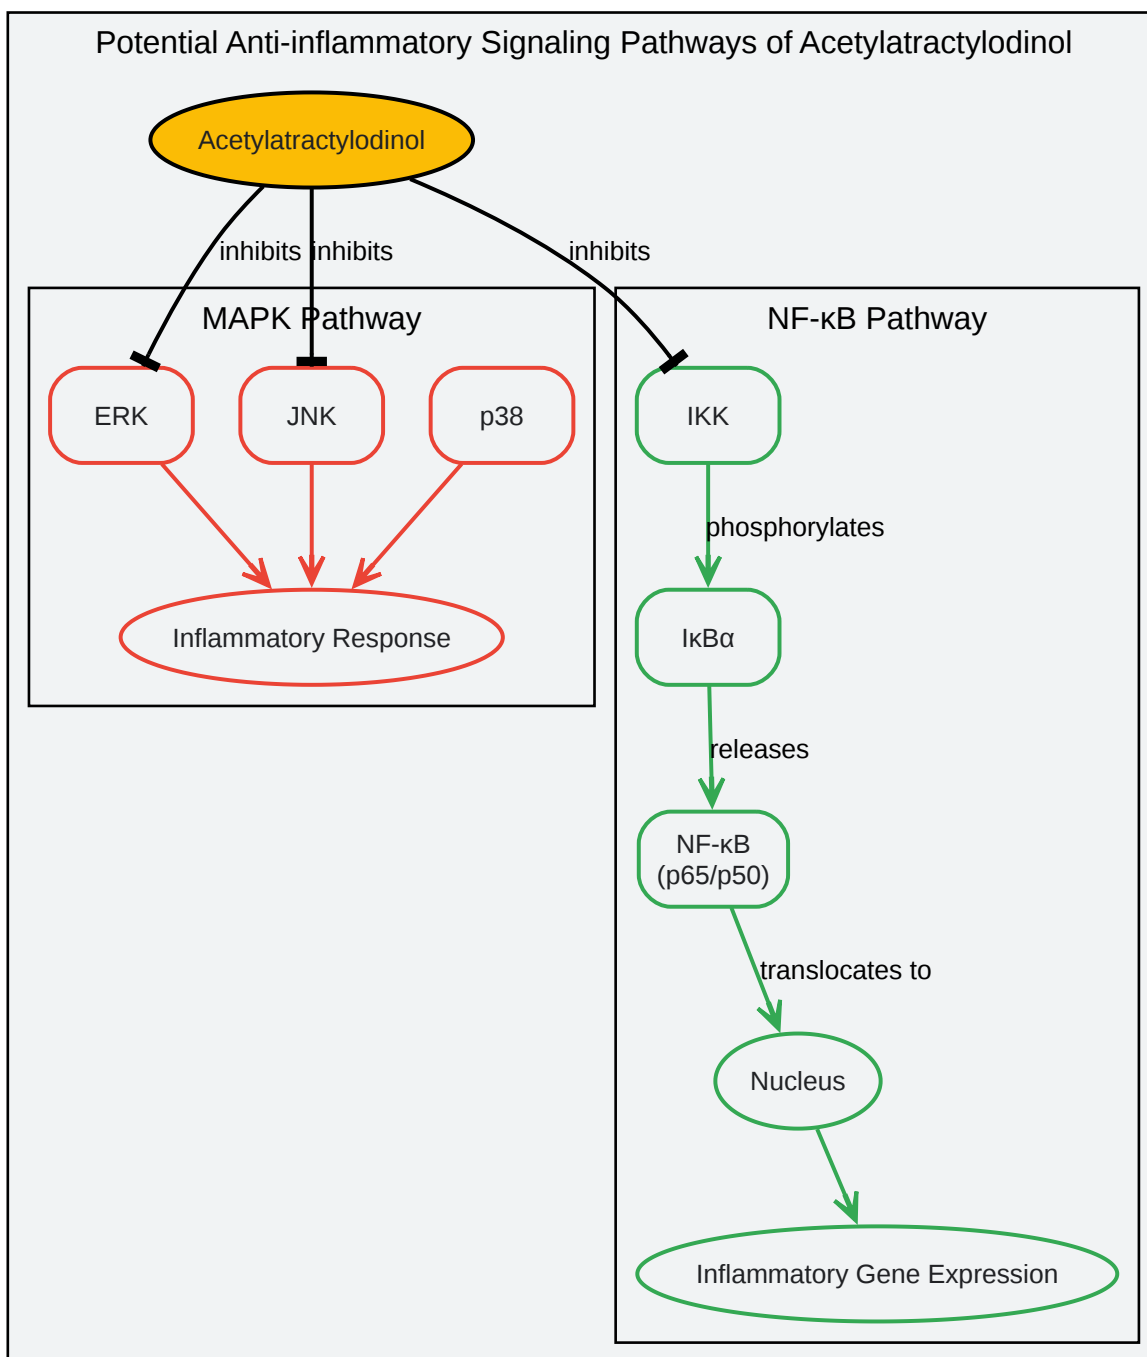 Potential Anti-inflammatory Signaling Pathways of Acetylatractylodinol
Acetylatractylodinol
inhibits
inhibits
inhibits
MAPK Pathway
NF-κB Pathway
ERK
JNK
p38
IKK
phosphorylates
Inflammatory Response
IκBα
releases
NF-κB
(p65/p50)
translocates to
Nucleus
Inflammatory Gene Expression